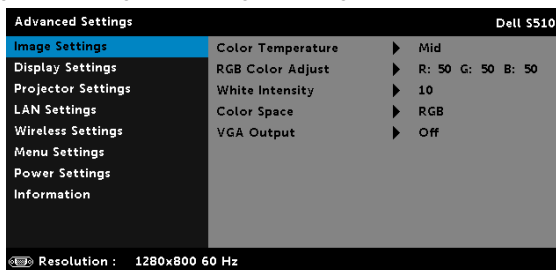 Advanced Settings Dell S510
Image Settings Color Temperature Mid
Display Settings RGB Color Adjust R: 50 G: 50 B: 50
Projector Settings White Intensity 10
LAN Settings Color Space RGB
Wireless Settings VGA Output Off
Menu Settings
Power Settings
Information
Resolution : 1280x800 60 Hz